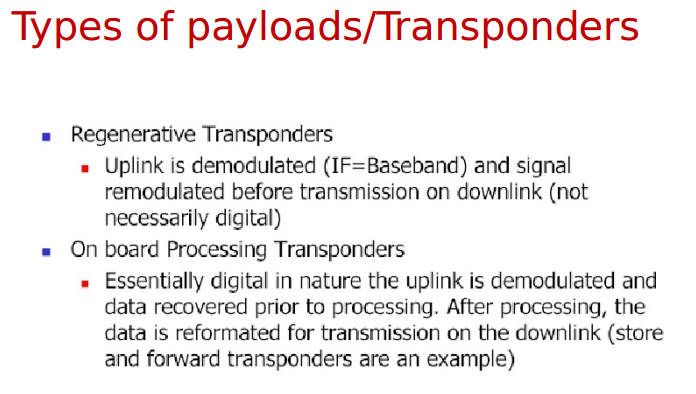 Types of payloads/Transponders
Regenerative Transponders
Uplink is demodulated (IF=Baseband) and signal
remodulated before transmission on downlink (not
necessarily digital)
On board Processing Transponders
Essentially digital in nature the uplink is demodulated and
data recovered prior to processing. After processing, the
data is reformated for transmission on the downlink (store
and forward transponders are an example)